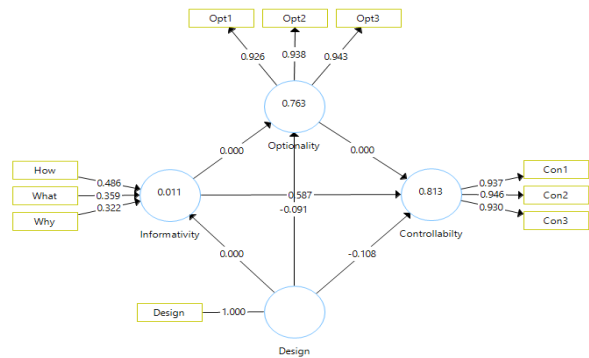 Opt1 Opt2 Opt3
0.926 0.938 0.943
0.763
Optionality
0.000 0.000
How
What
Why
0.486
0.359
0.322
0.011
Informativity
0.587
-0.091
0.813
Controllabilty
0.937
0.946
0.930
Con1
Con2
Con3
0.000 -0.108
Design 1.000
Design